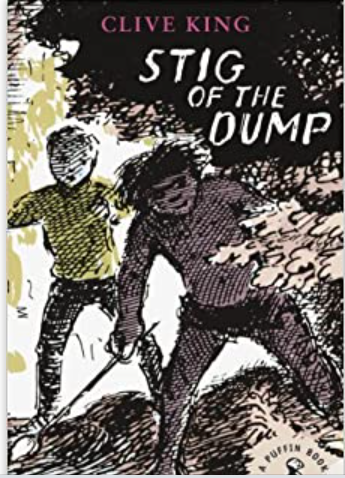 CLIVE KING
STIG
OF THE
DUMP
A PUFFIN BOOK